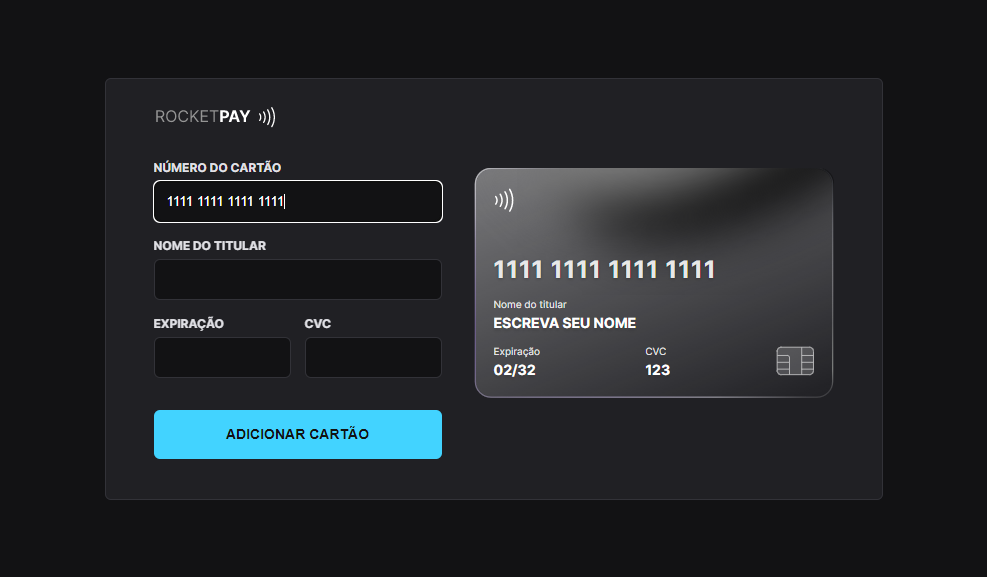 ROCKETPAY
NÚMERO DO CARTÃO
1111 1111 1111 1111
NOME DO TITULAR
EXPIRAÇÃO CVC
ADICIONAR CARTÃO
1111 1111 1111 1111
Nome do titular
ESCREVA SEU NOME
Expiração CVC
02/32 123